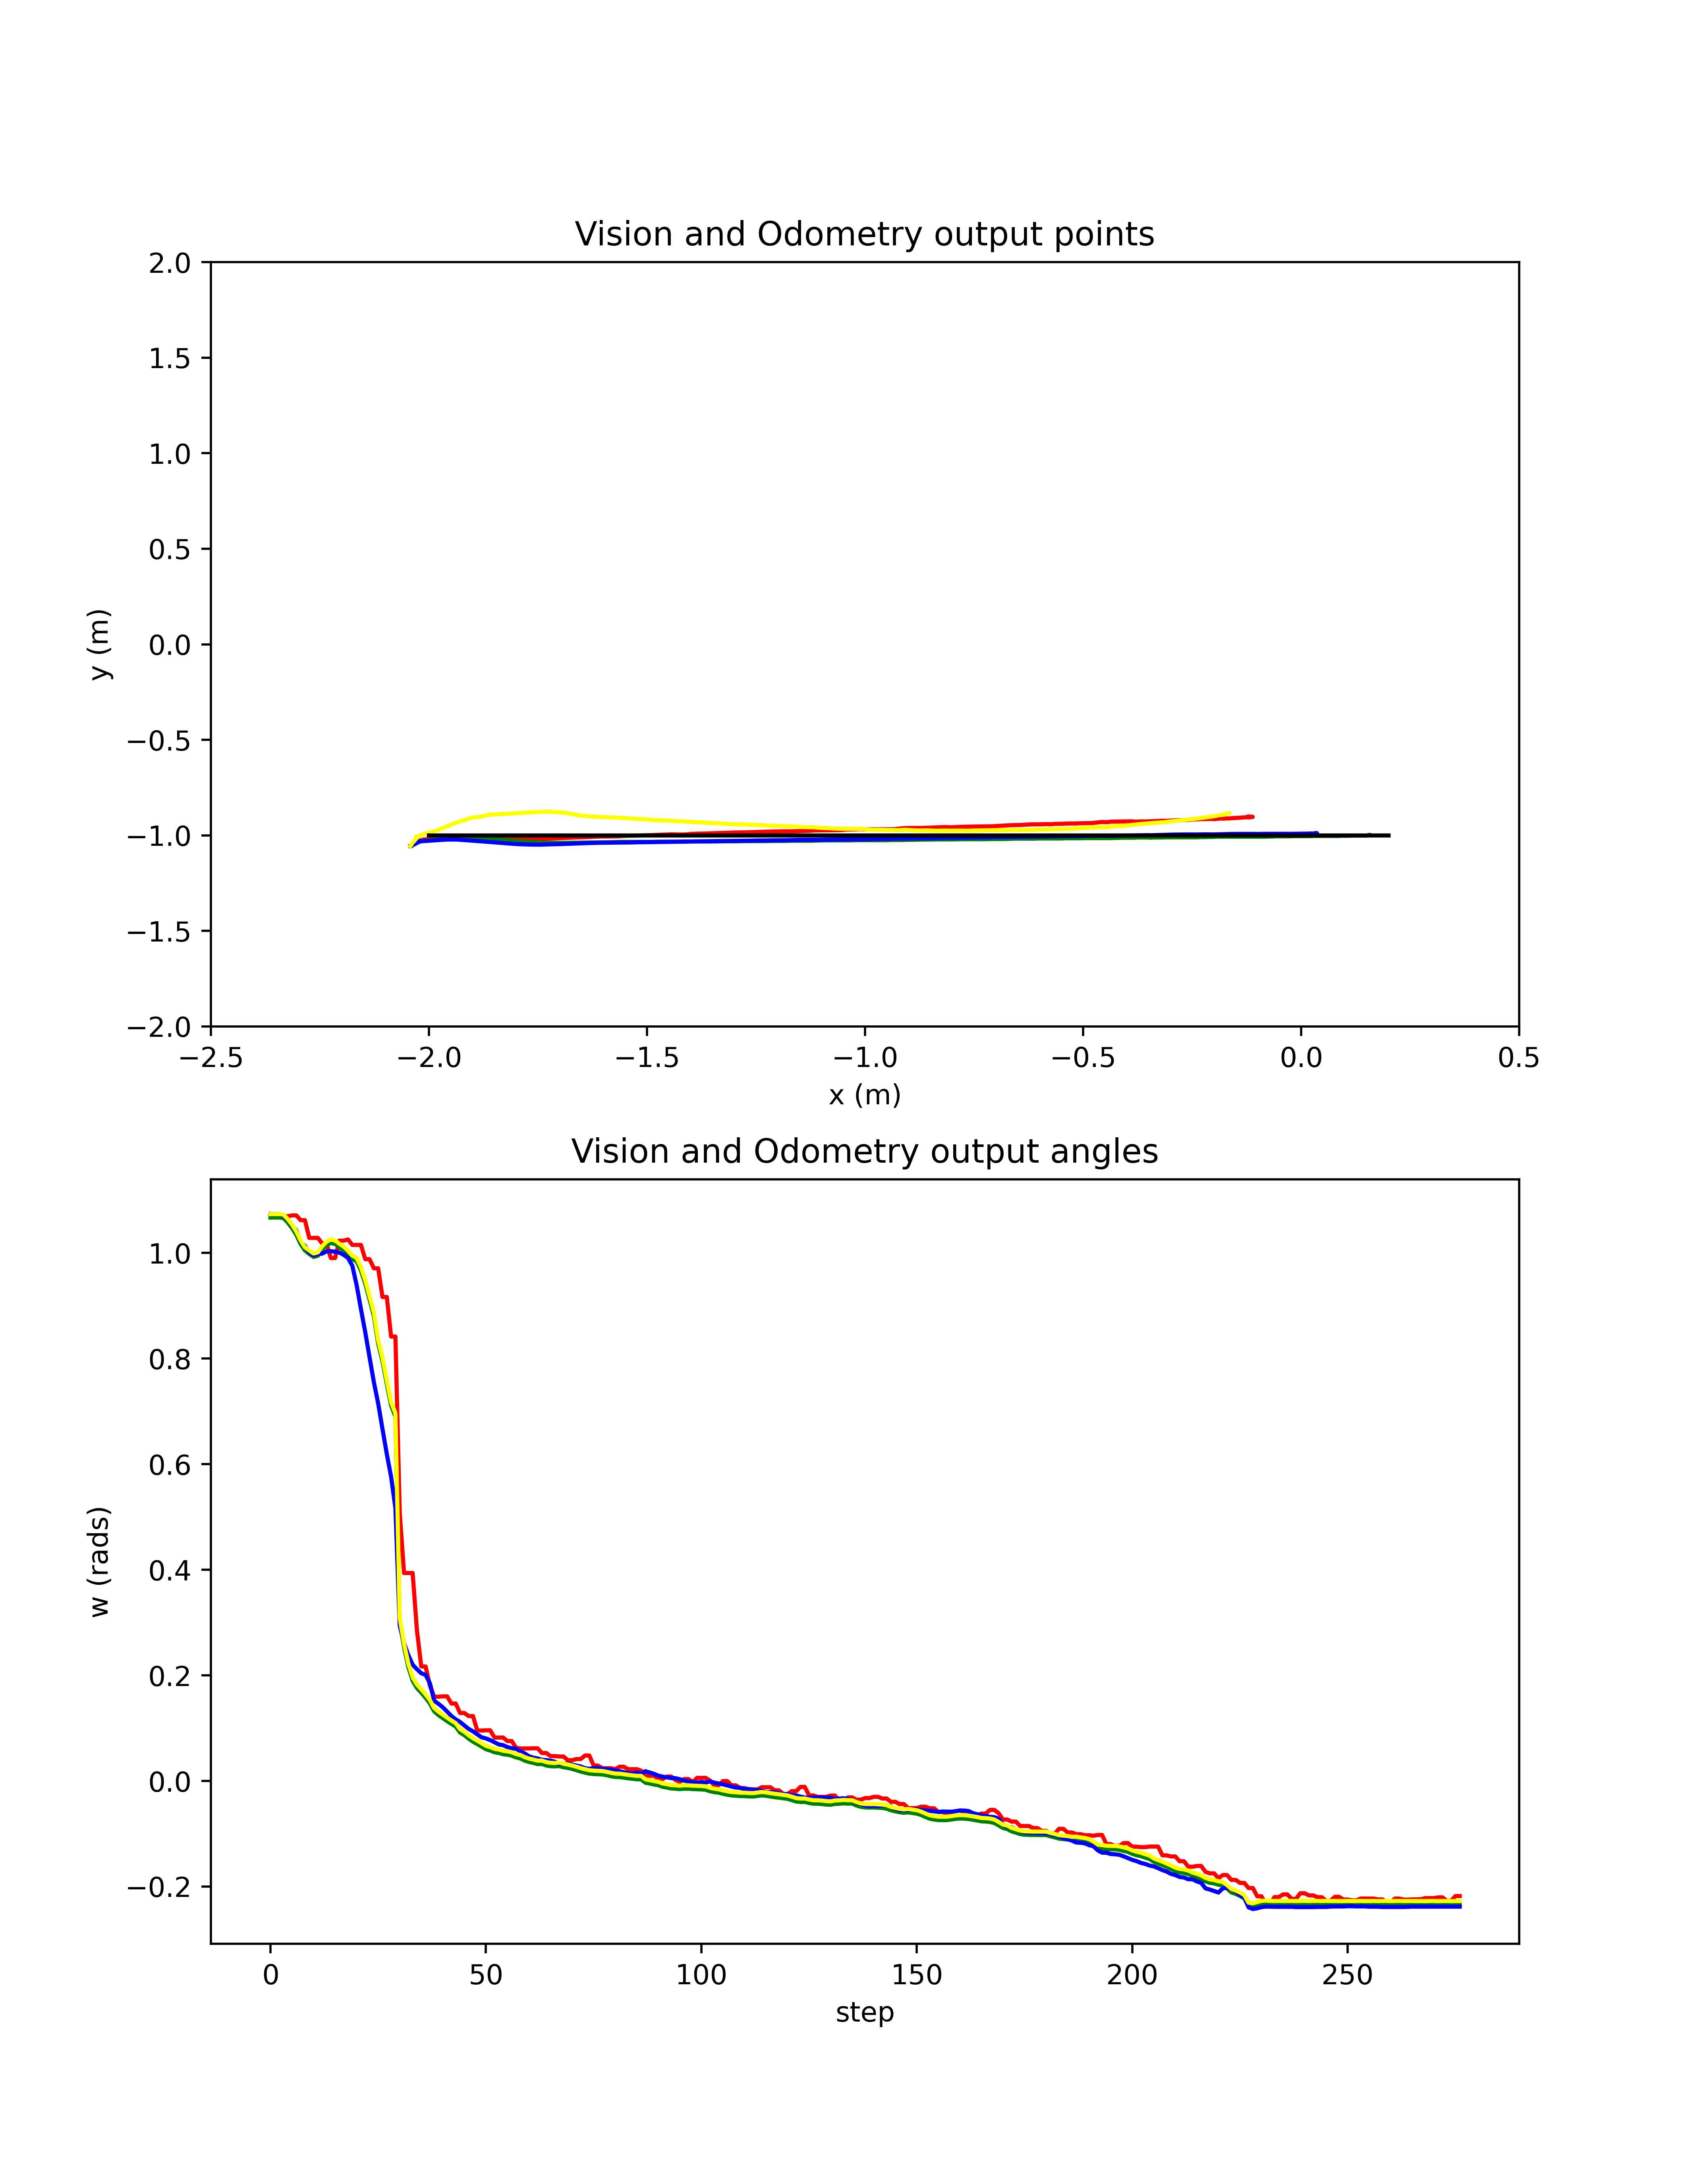 Vision and Odometry output points
2.0
1.5
1.0
0.5
0.0
−0.5
−1.0
−1.5
−2.0
y (m)
−2.5 −2.0 −1.5 −1.0 −0.5 0.0 0.5
x (m)
Vision and Odometry output angles
1.0
0.8
0.6
0.4
0.2
0.0
−0.2
w (rads)
0 50 100 150 200 250
step